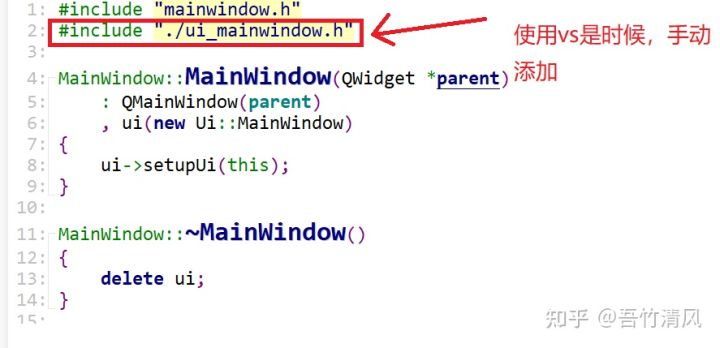 1: #include "mainwindow.h"
2: #include "./ui_mainwindow.h"
使用vs是时候，手动
添加
3:
4: MainWindow::MainWindow(QWidget *parent)
5: : QMainWindow(parent)
6: , ui(new Ui::MainWindow)
7: {
8: ui->setupUi(this);
9: }
10:
11: MainWindow::~MainWindow()
12: {
13: delete ui;
14: }
15:
知乎 @吾竹清风